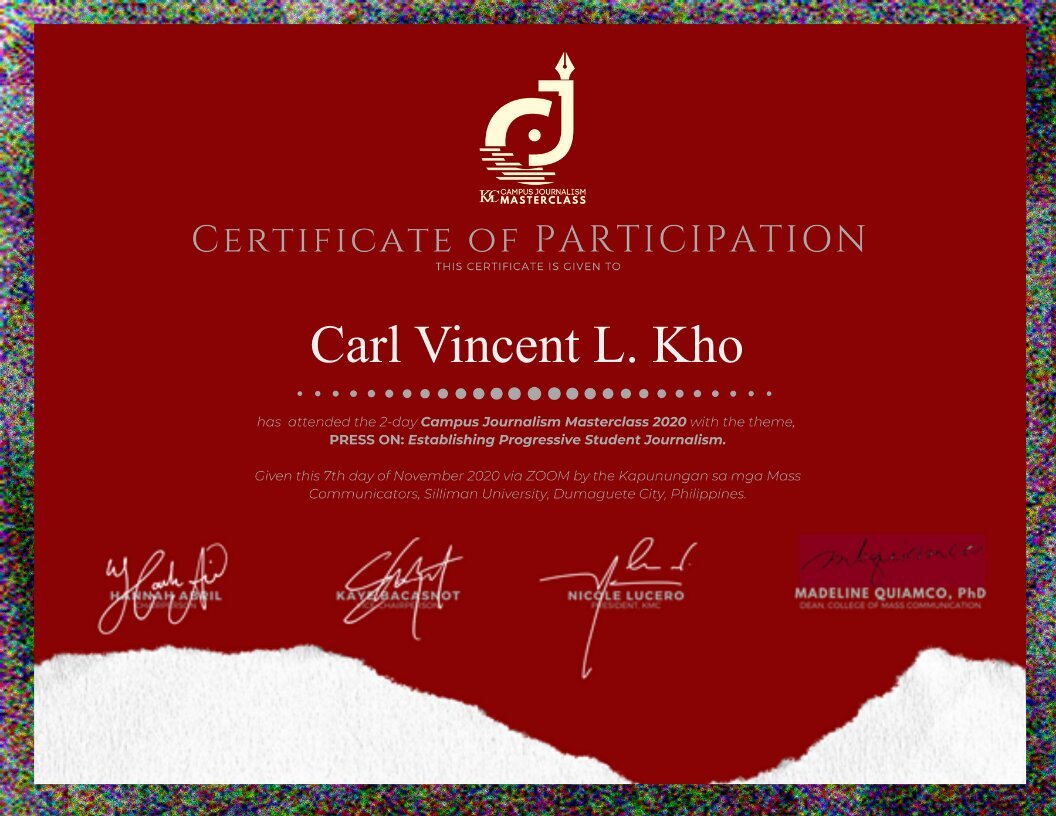 KMC CAMPUS JOURNALISM
MASTERCLASS
CERTIFICATE OF PARTICIPATION
THIS CERTIFICATE IS GIVEN TO
Carl Vincent L. Kho
has attended the 2-day Campus Journalism Masterclass 2020 with the theme,
PRESS ON: Establishing Progressive Student Journalism.
Given this 7th day of November 2020 via ZOOM by the Kapunungan sa mga Mass
Communicators, Silliman University, Dumaguete City, Philippines.
HANNAH ABRIL
CHAIRPERSON
KAYE BACASNOT
VICE CHAIRPERSON
NICOLE LUCERO
PRESIDENT, KMC
MADELINE QUIAMCO, PhD
DEAN, COLLEGE OF MASS COMMUNICATION